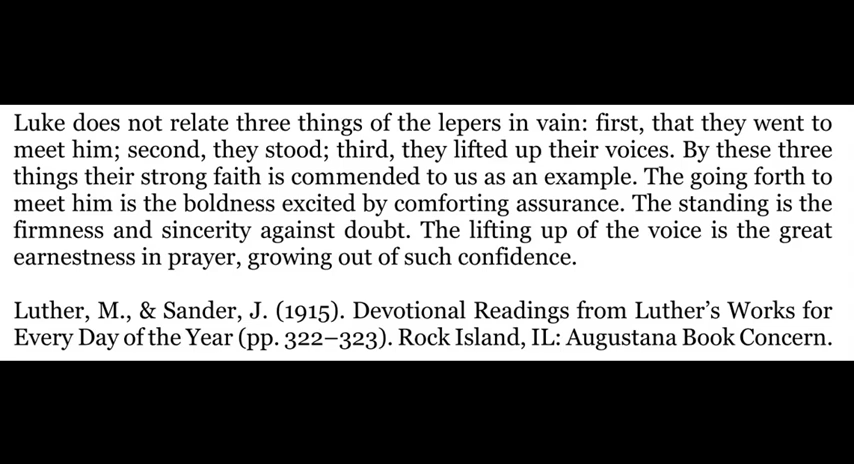 Luke does not relate three things of the lepers in vain: first, that they went to
meet him; second, they stood; third, they lifted up their voices. By these three
things their strong faith is commended to us as an example. The going forth to
meet him is the boldness excited by comforting assurance. The standing is the
firmness and sincerity against doubt. The lifting up of the voice is the great
earnestness in prayer, growing out of such confidence.
Luther, M., & Sander, J. (1915). Devotional Readings from Luther’s Works for
Every Day of the Year (pp. 322–323). Rock Island, IL: Augustana Book Concern.